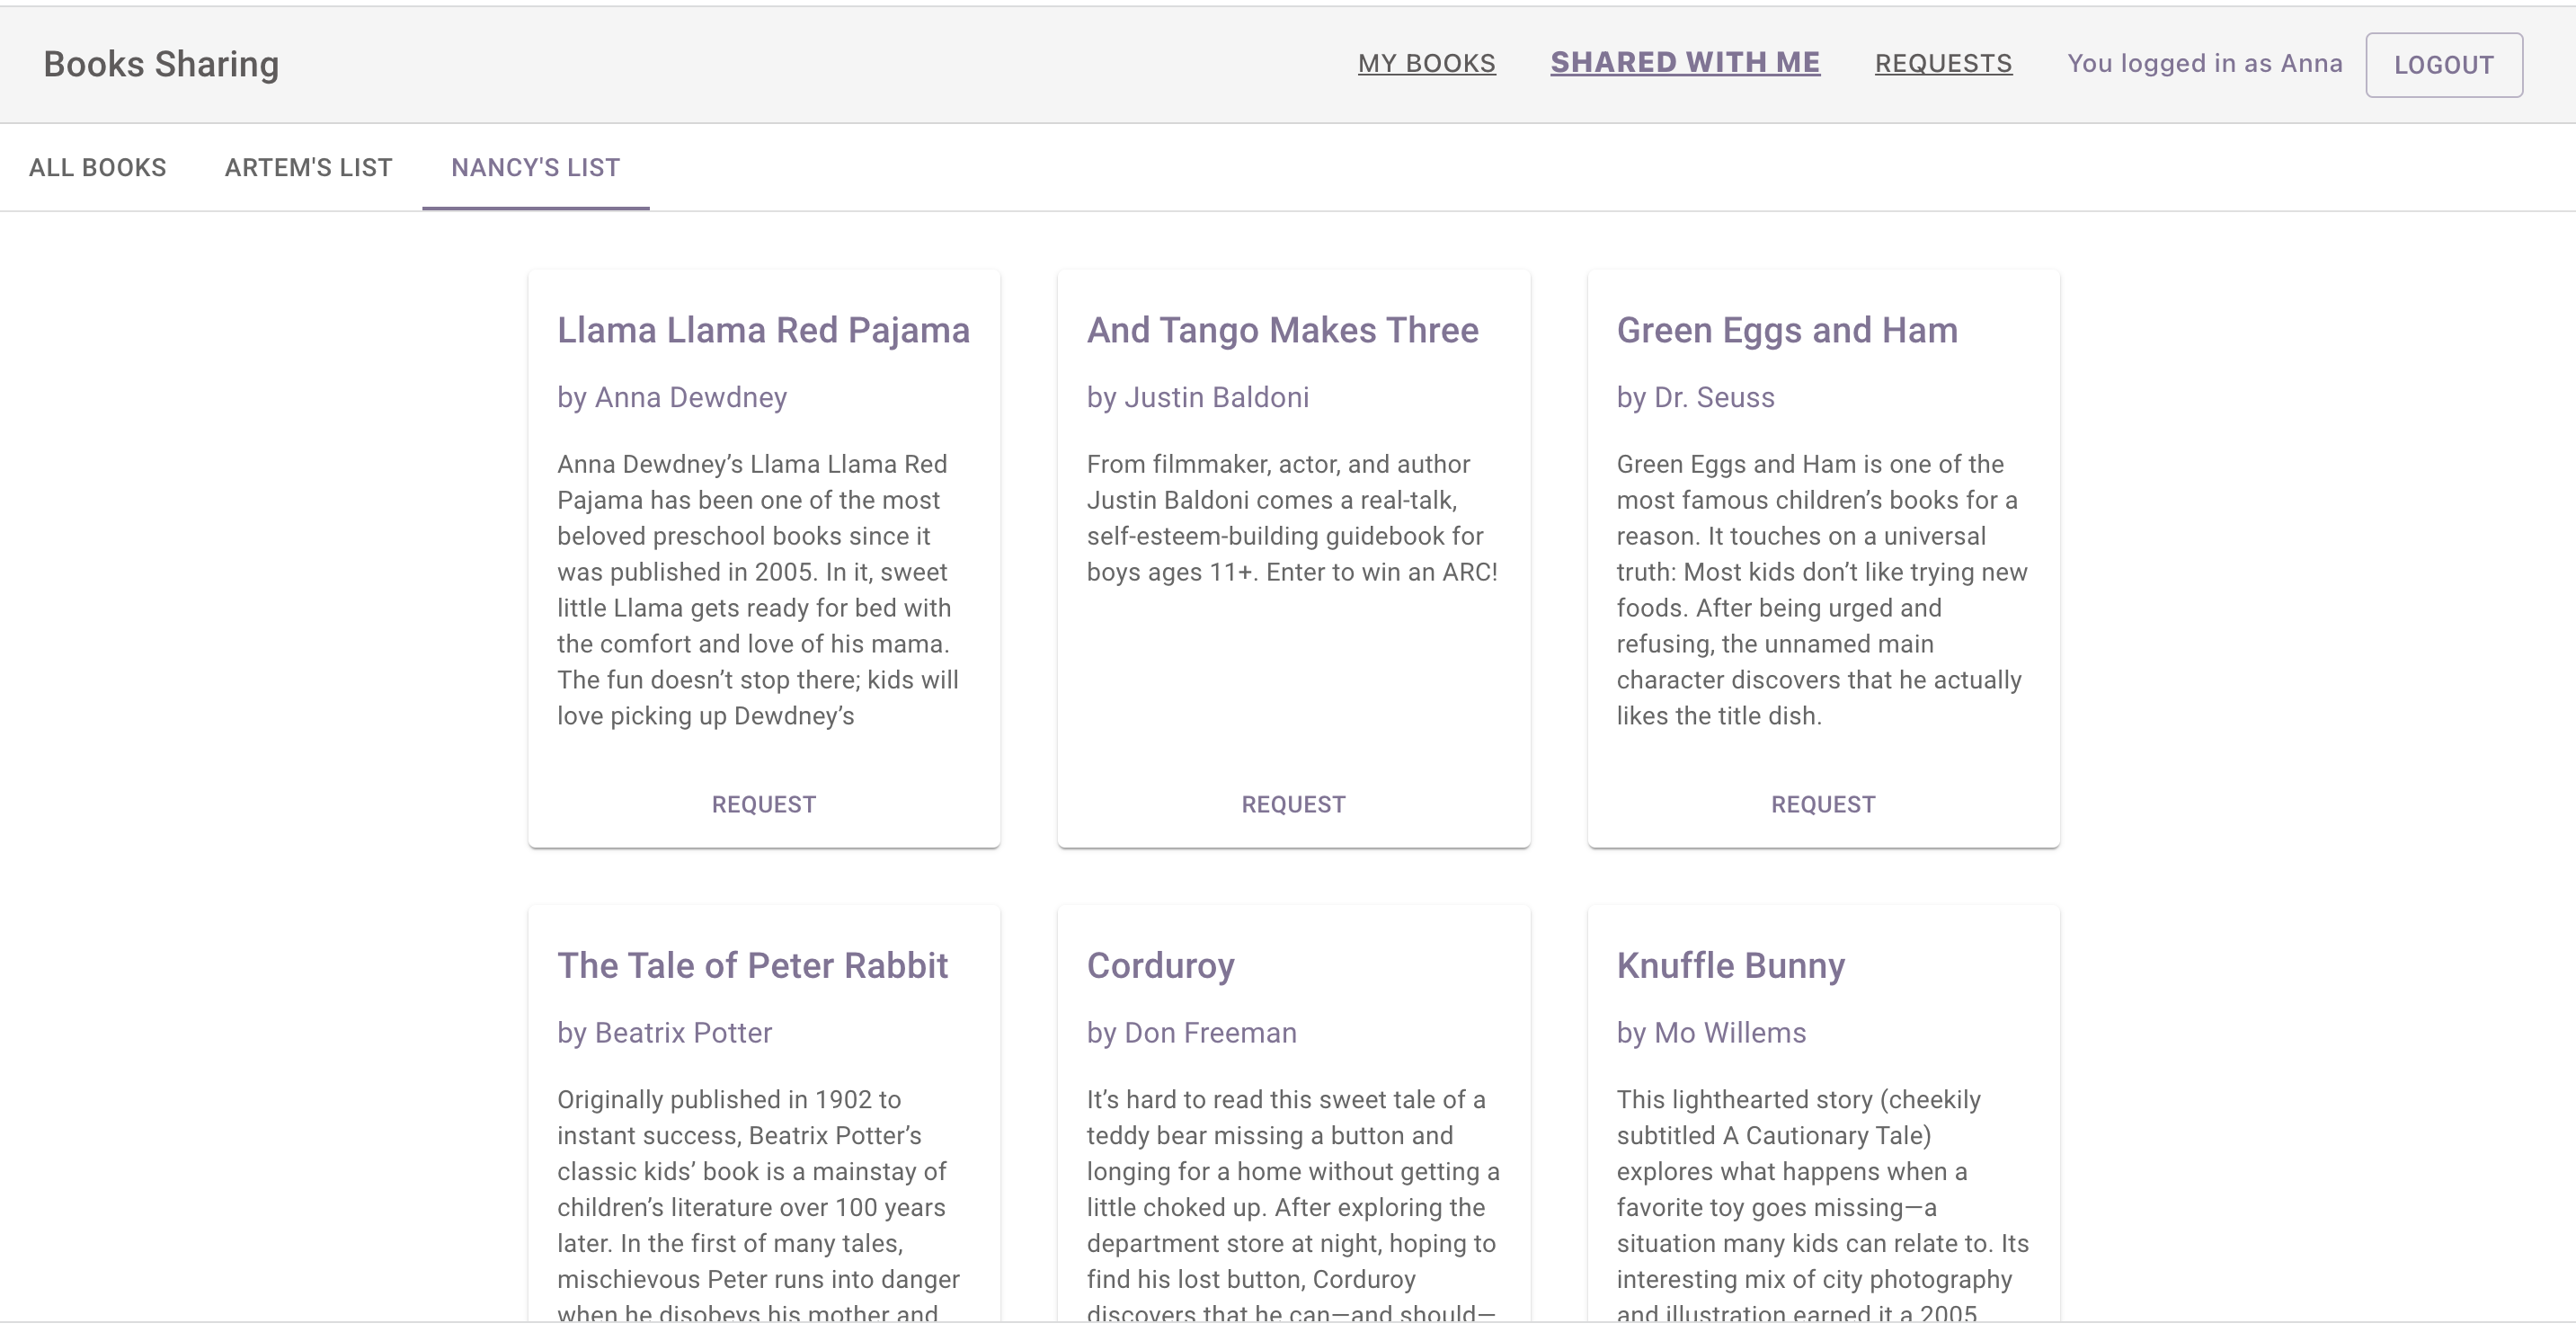 Books Sharing
MY BOOKS
SHARED WITH ME
REQUESTS
You logged in as Anna
LOGOUT
ALL BOOKS
ARTEM'S LIST
NANCY'S LIST
Llama Llama Red Pajama
by Anna Dewdney
Anna Dewdney’s Llama Llama Red
Pajama has been one of the most
beloved preschool books since it
was published in 2005. In it, sweet
little Llama gets ready for bed with
the comfort and love of his mama.
The fun doesn’t stop there; kids will
love picking up Dewdney’s
REQUEST
And Tango Makes Three
by Justin Baldoni
From filmmaker, actor, and author
Justin Baldoni comes a real-talk,
self-esteem-building guidebook for
boys ages 11+. Enter to win an ARC!
REQUEST
Green Eggs and Ham
by Dr. Seuss
Green Eggs and Ham is one of the
most famous children’s books for a
reason. It touches on a universal
truth: Most kids don’t like trying new
foods. After being urged and
refusing, the unnamed main
character discovers that he actually
likes the title dish.
REQUEST
The Tale of Peter Rabbit
by Beatrix Potter
Originally published in 1902 to
instant success, Beatrix Potter’s
classic kids’ book is a mainstay of
children’s literature over 100 years
later. In the first of many tales,
mischievous Peter runs into danger
when he disobeys his mother and
Corduroy
by Don Freeman
It’s hard to read this sweet tale of a
teddy bear missing a button and
longing for a home without getting a
little choked up. After exploring the
department store at night, hoping to
find his lost button, Corduroy
discovers that he can—and should—
Knuffle Bunny
by Mo Willems
This lighthearted story (cheekily
subtitled A Cautionary Tale)
explores what happens when a
favorite toy goes missing—a
situation many kids can relate to. Its
interesting mix of city photography
and illustration earned it a 2005